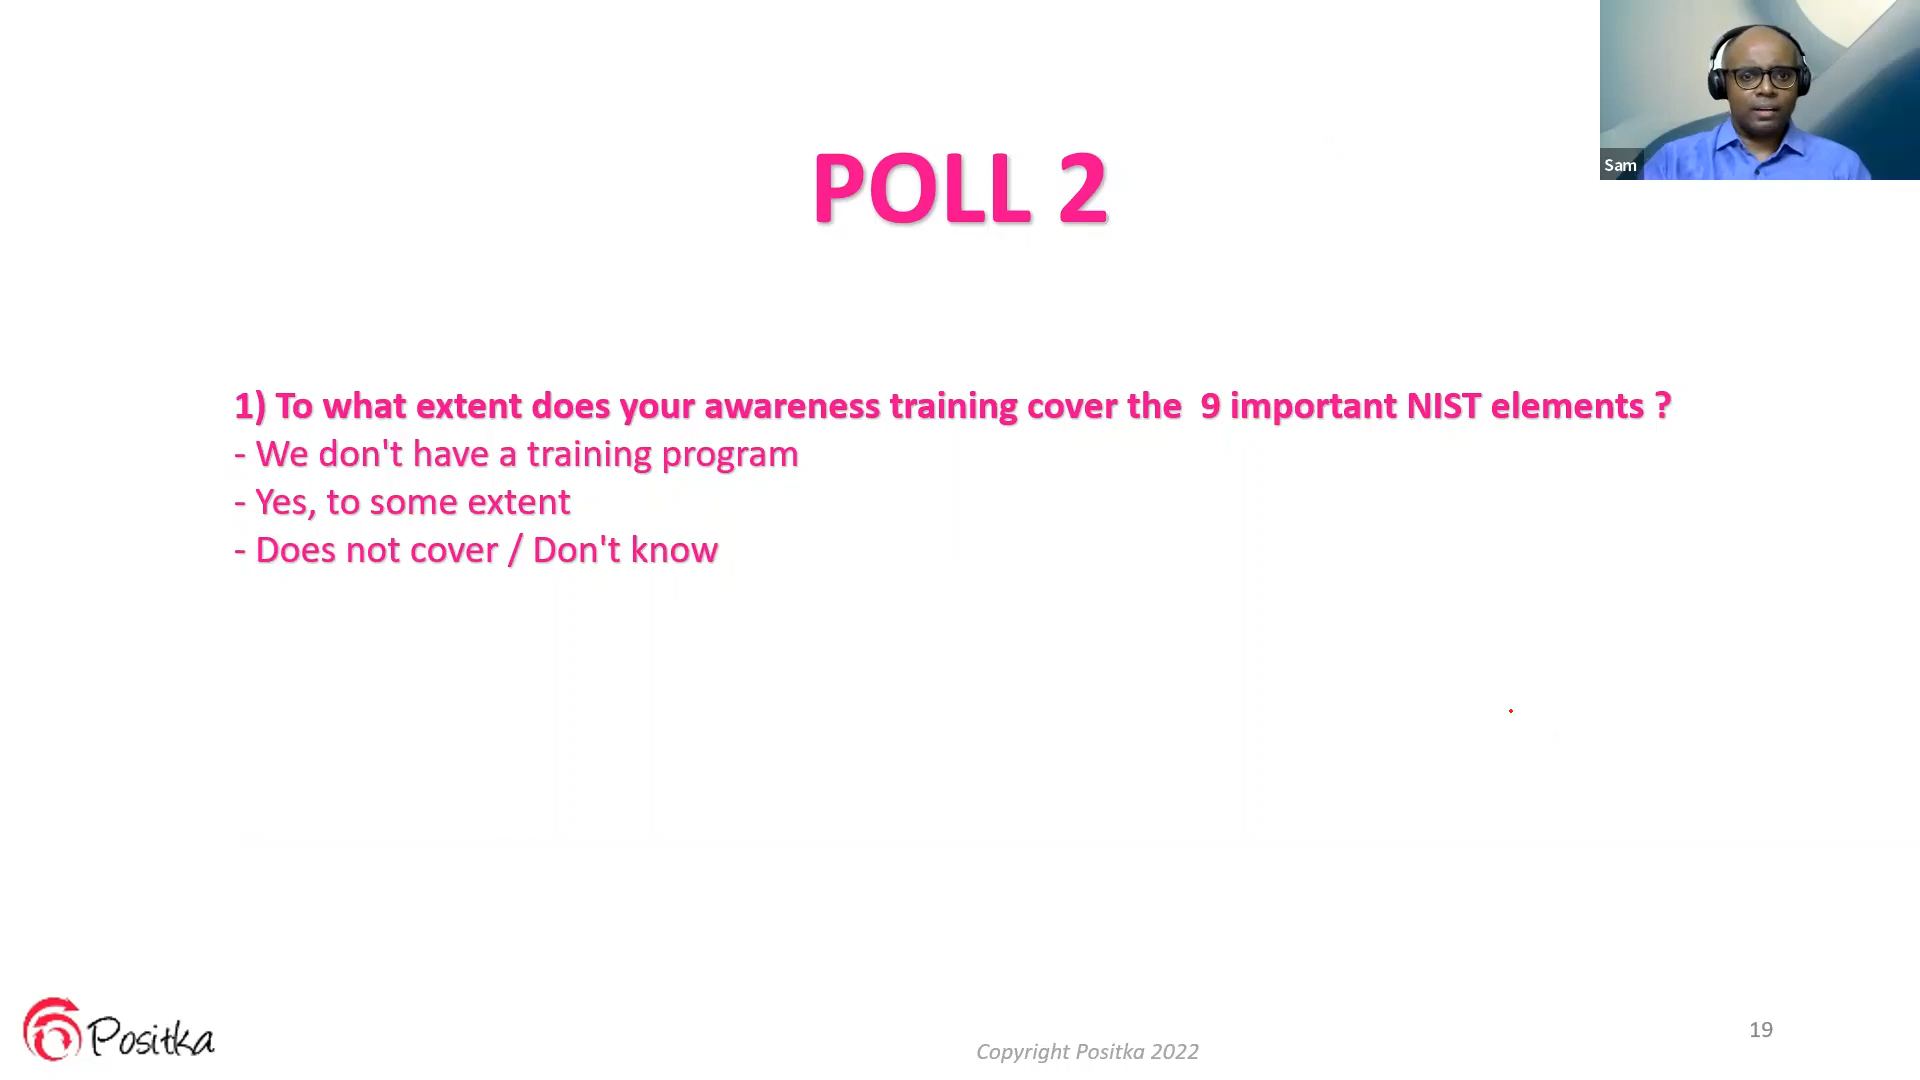 Sam
POLL 2
1) To what extent does your awareness training cover the  9 important NIST elements ?
- We don't have a training program
- Yes, to some extent
- Does not cover / Don't know
Positka
Copyright Positka 2022
19